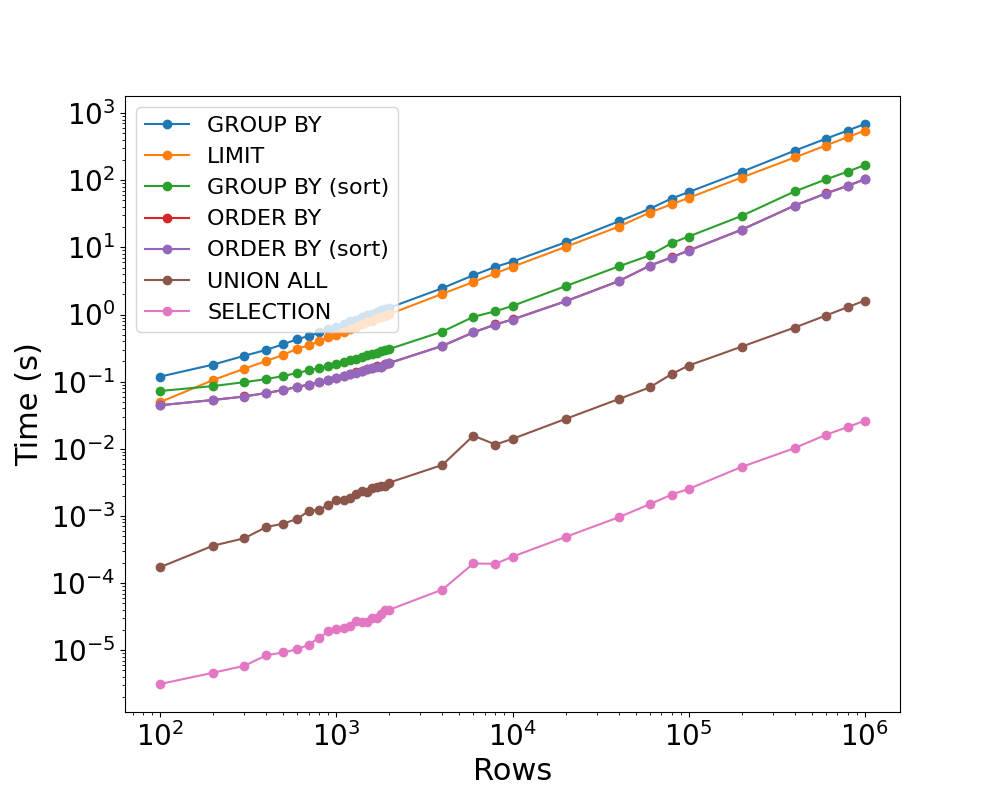 GROUP BY
LIMIT
GROUP BY (sort)
ORDER BY
ORDER BY (sort)
UNION ALL
SELECTION
10³
10²
10¹
10⁰
10⁻¹
10⁻²
10⁻³
10⁻⁴
10⁻⁵
Time (s)
10² 10³ 10⁴ 10⁵ 10⁶
Rows